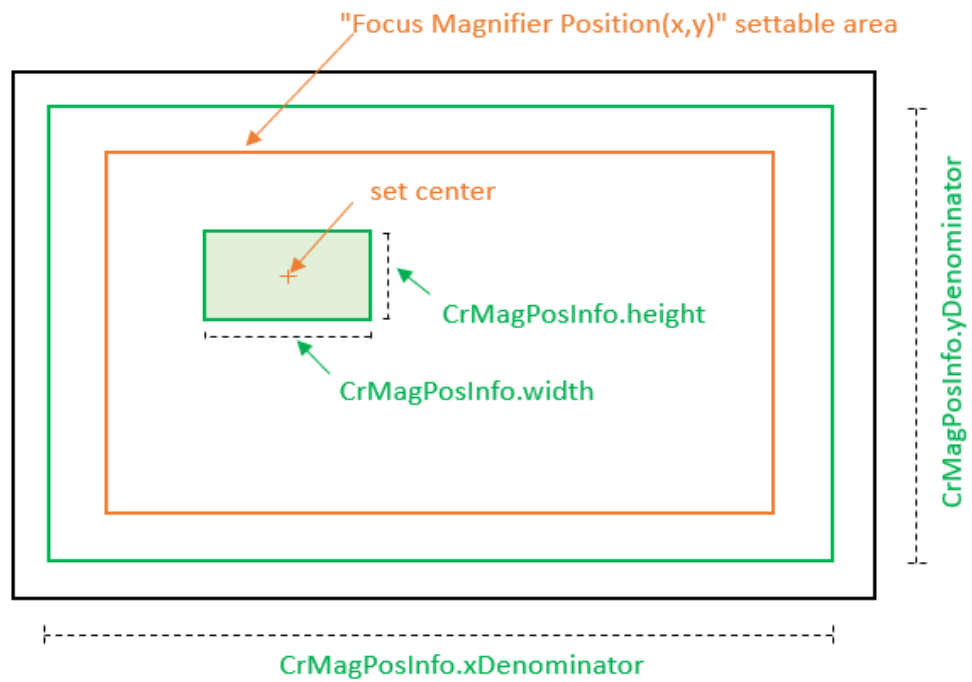 "Focus Magnifier Position(x,y)" settable area
set center
CrMagPosInfo.height
CrMagPosInfo.width
CrMagPosInfo.yDenominator
CrMagPosInfo.xDenominator